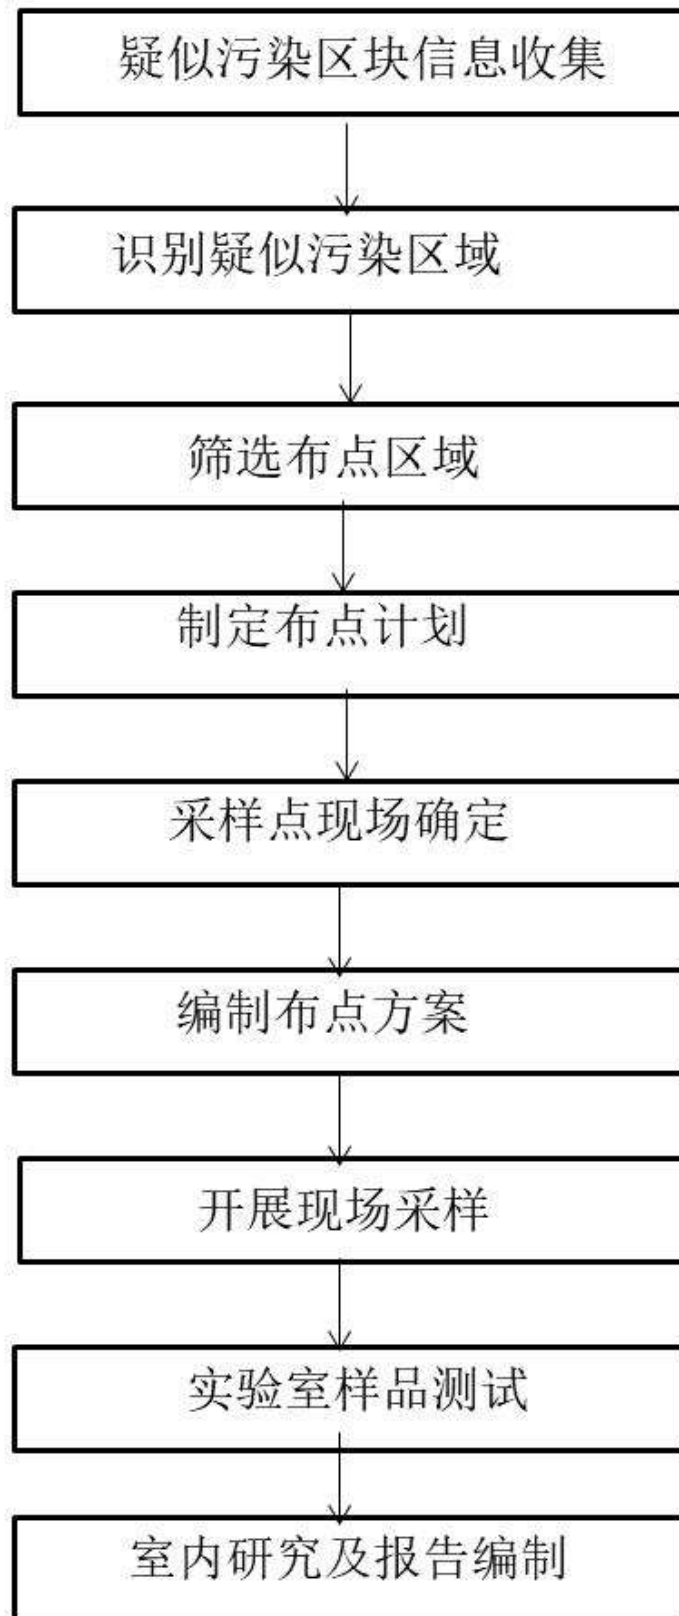 疑似污染区块信息收集
识别疑似污染区域
筛选布点区域
制定布点计划
采样点现场确定
编制布点方案
开展现场采样
实验室样品测试
室内研究及报告编制